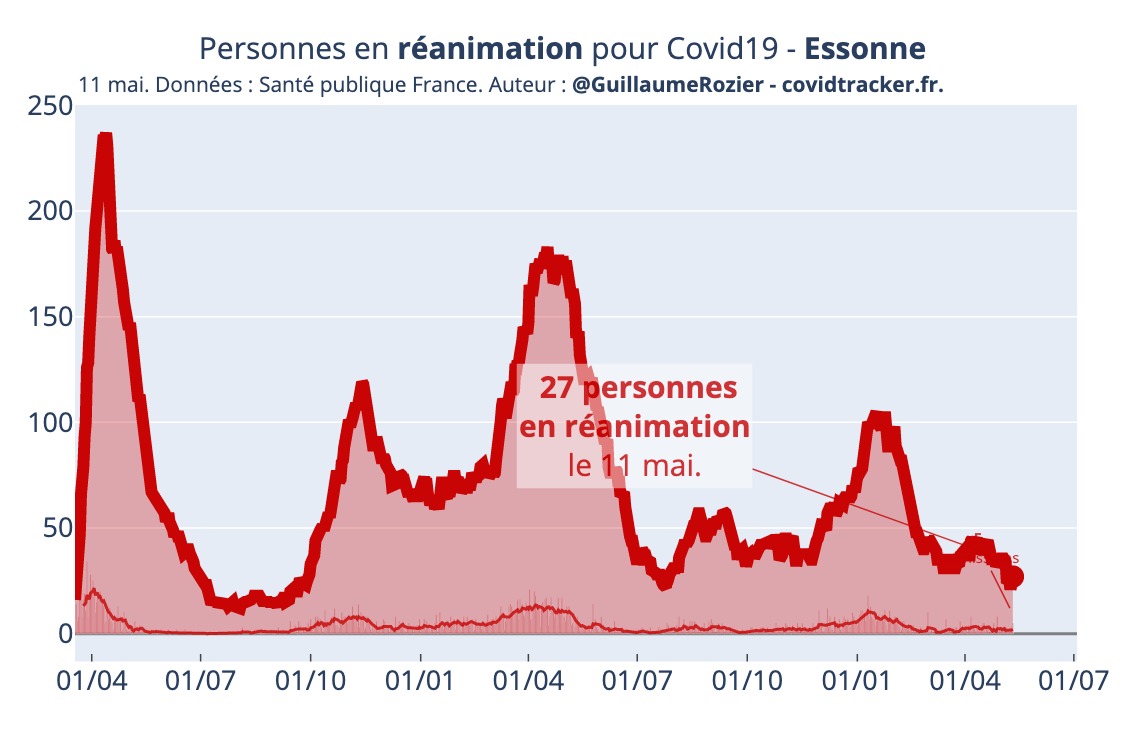 Personnes en réanimation pour Covid19 - Essonne
11 mai. Données : Santé publique France. Auteur : @GuillaumeRozier - covidtracker.fr.
250
200
150
100
50
0
27 personnes
en réanimation
le 11 mai.
01/04 01/07 01/10 01/01 01/04 01/07 01/10 01/01 01/04 01/07